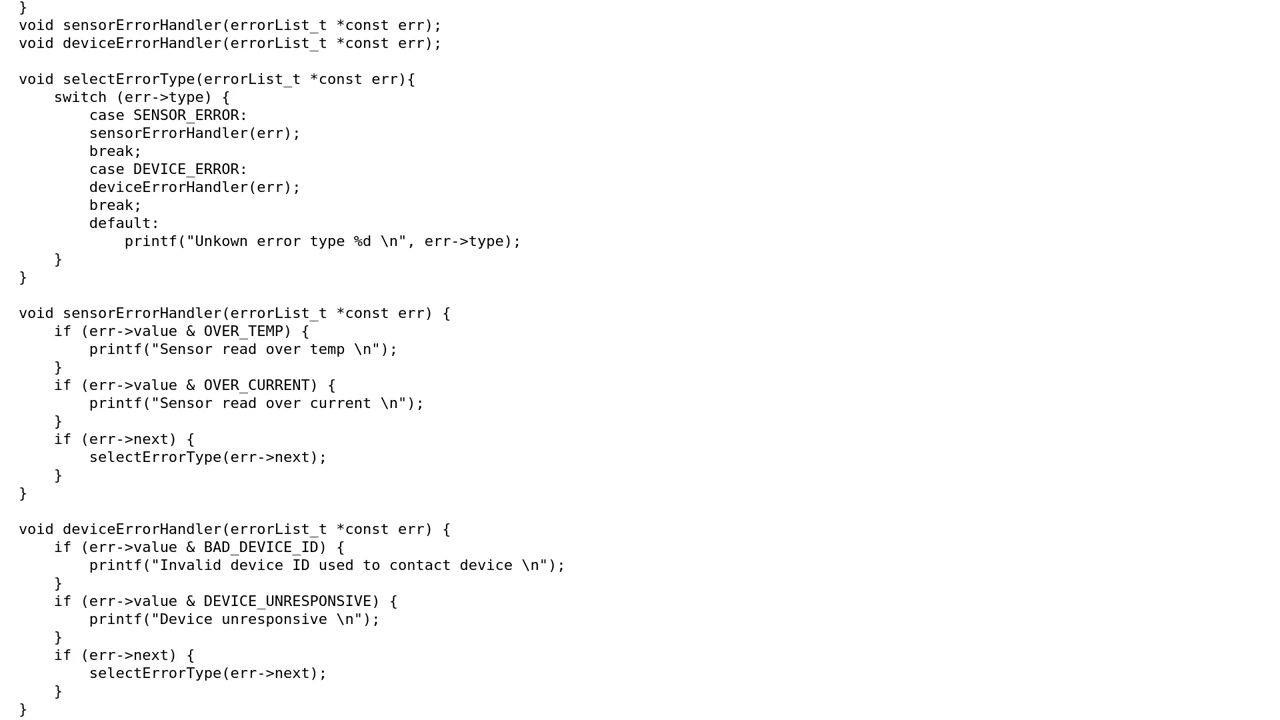 }
void sensorErrorHandler(errorList_t *const err);
void deviceErrorHandler(errorList_t *const err);

void selectErrorType(errorList_t *const err){
    switch (err->type) {
        case SENSOR_ERROR:
        sensorErrorHandler(err);
        break;
        case DEVICE_ERROR:
        deviceErrorHandler(err);
        break;
        default:
            printf("Unkown error type %d \n", err->type);
    }
}

void sensorErrorHandler(errorList_t *const err) {
    if (err->value & OVER_TEMP) {
        printf("Sensor read over temp \n");
    }
    if (err->value & OVER_CURRENT) {
        printf("Sensor read over current \n");
    }
    if (err->next) {
        selectErrorType(err->next);
    }
}

void deviceErrorHandler(errorList_t *const err) {
    if (err->value & BAD_DEVICE_ID) {
        printf("Invalid device ID used to contact device \n");
    }
    if (err->value & DEVICE_UNRESPONSIVE) {
        printf("Device unresponsive \n");
    }
    if (err->next) {
        selectErrorType(err->next);
    }
}